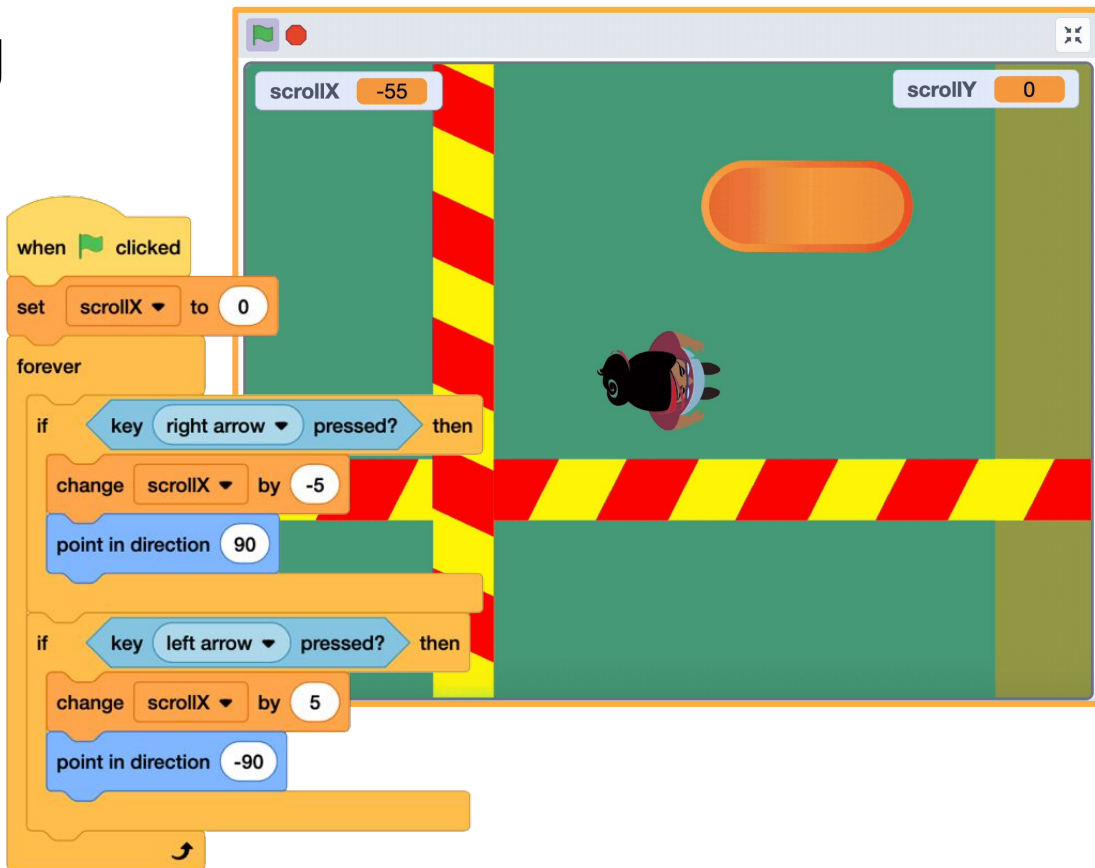 scrollX -55
scrollY 0
when clicked
set scrollX to 0
forever
if key right arrow pressed? then
change scrollX by -5
point in direction 90
if key left arrow pressed? then
change scrollX by 5
point in direction -90